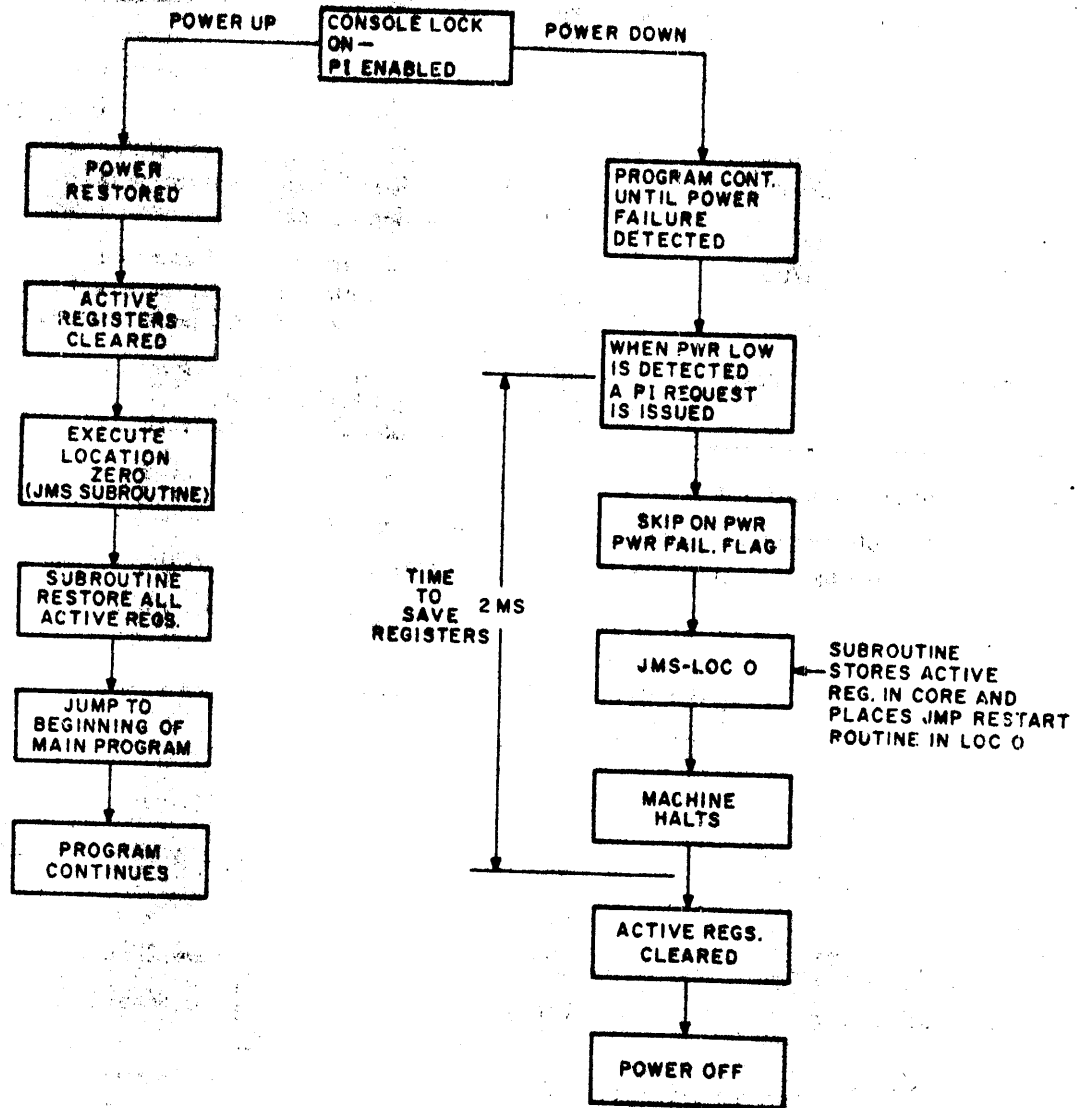 POWER UP
CONSOLE LOCK
ON—
PI ENABLED
POWER DOWN
POWER
RESTORED
ACTIVE
REGISTERS
CLEARED
EXECUTE
LOCATION
ZERO
(JMS SUBROUTINE)
SUBROUTINE
RESTORE ALL
ACTIVE REGS.
JUMP TO
BEGINNING OF
MAIN PROGRAM
PROGRAM
CONTINUES
PROGRAM CONT.
UNTIL POWER
FAILURE
DETECTED
WHEN PWR LOW
IS DETECTED
A PI REQUEST
IS ISSUED
SKIP ON PWR
PWR FAIL. FLAG
TIME
TO
SAVE
REGISTERS
2 MS
JMS-LOC 0
SUBROUTINE
STORES ACTIVE
REG. IN CORE AND
PLACES JMP RESTART
ROUTINE IN LOC 0
MACHINE
HALTS
ACTIVE REGS.
CLEARED
POWER OFF